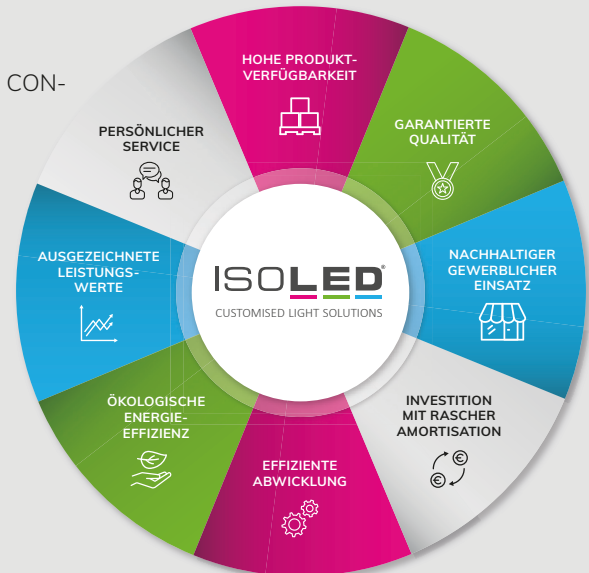 CON-
HOHE PRODUKT-
VERFÜGBARKEIT
GARANTIERTE
QUALITÄT
NACHHALTIGER
GEWERBLICHER
EINSATZ
INVESTITION
MIT RASCHER
AMORTISATION
€
€
EFFIZIENTE
ABWICKLUNG
ÖKOLOGISCHE
ENERGIE-
EFFIZIENZ
AUSGEZEICHNETE
LEISTUNGS-
WERTE
PERSÖNLICHER
SERVICE
ISOLED®
CUSTOMISED LIGHT SOLUTIONS